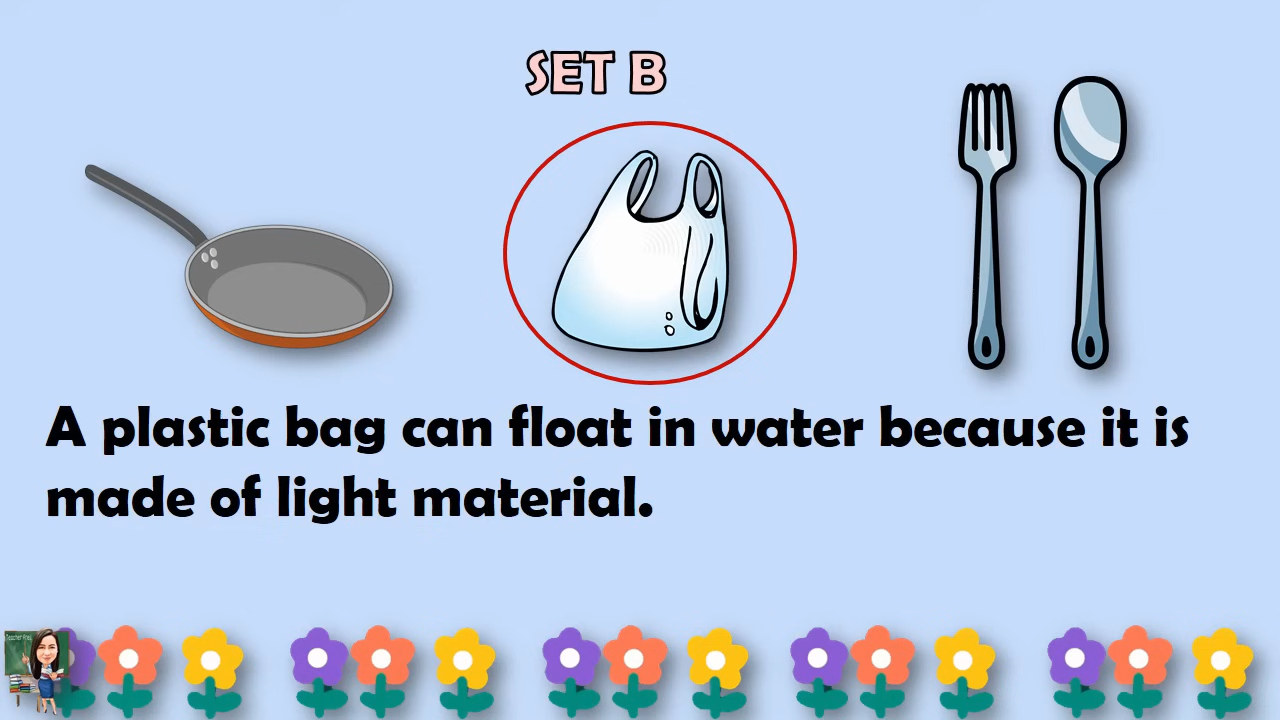 SET B
A plastic bag can float in water because it is
made of light material.